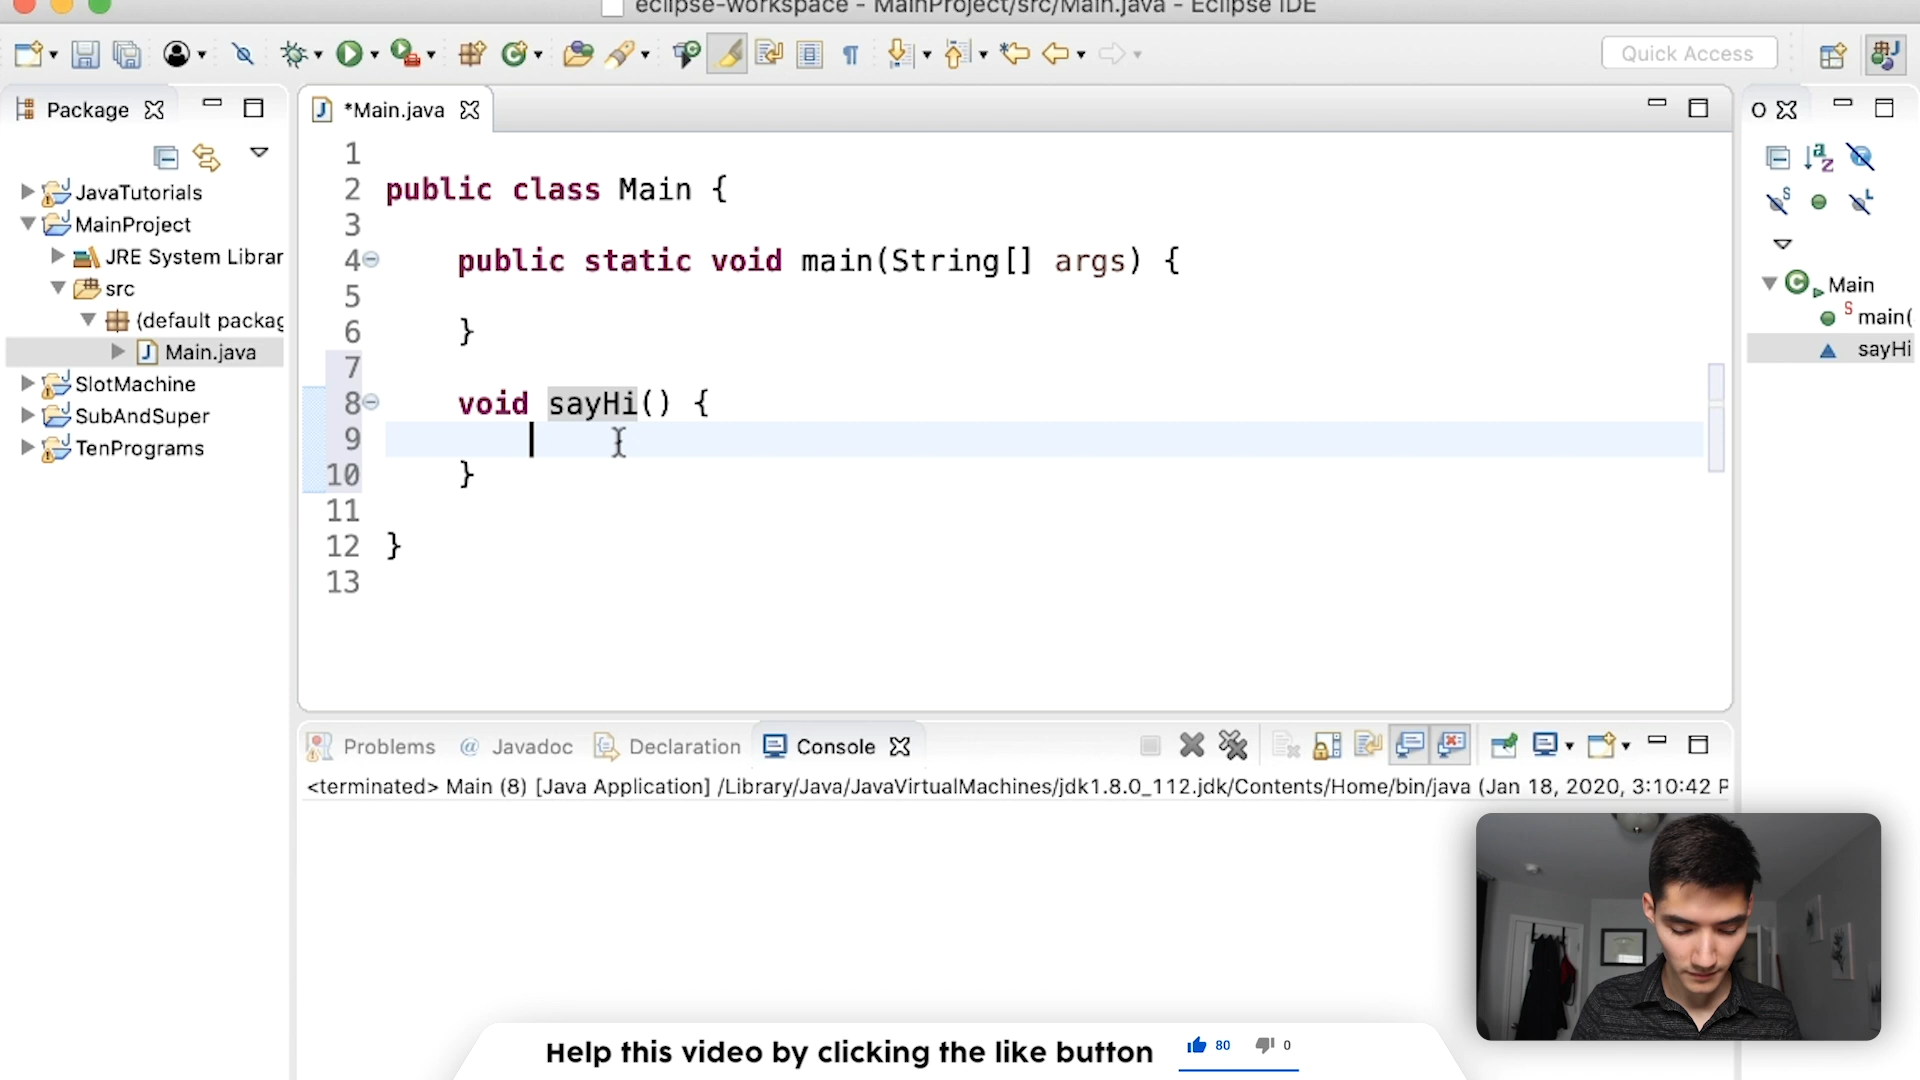 eclipse-workspace - MainProject/src/Main.java - Eclipse IDE
Quick Access
Package
*Main.java
O
JavaTutorials
MainProject
JRE System Librar
src
(default packag
Main.java
SlotMachine
SubAndSuper
TenPrograms
1
2 public class Main {
3
4 public static void main(String[] args) {
5
6 }
7
8 void sayHi() {
9
10 }
11
12 }
13
Main
main(
sayHi
Problems @ Javadoc Declaration Console
<terminated> Main (8) [Java Application] /Library/Java/JavaVirtualMachines/jdk1.8.0_112.jdk/Contents/Home/bin/java (Jan 18, 2020, 3:10:42 P
Help this video by clicking the like button 80 0